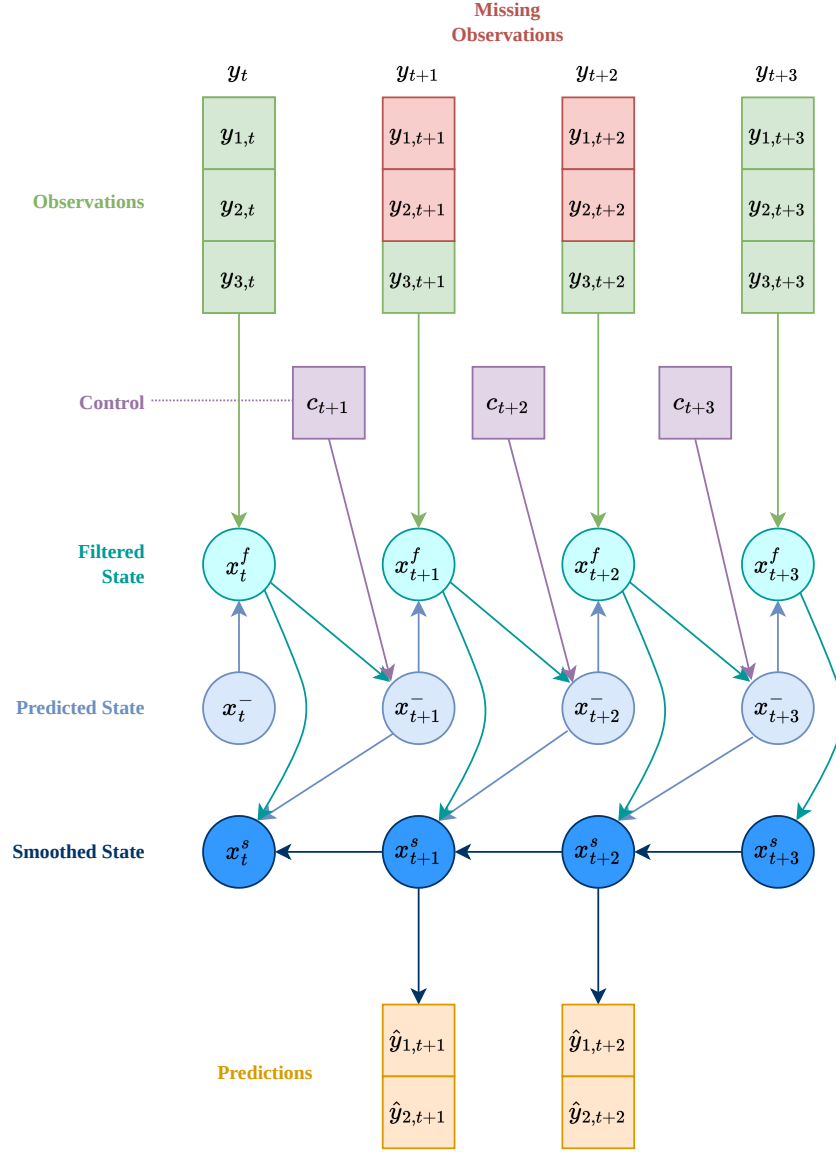 Missing
Observations
y_t y_{t+1} y_{t+2} y_{t+3}
y_{1,t} y_{1,t+1} y_{1,t+2} y_{1,t+3}
Observations y_{2,t} y_{2,t+1} y_{2,t+2} y_{2,t+3}
y_{3,t} y_{3,t+1} y_{3,t+2} y_{3,t+3}
Control c_{t+1} c_{t+2} c_{t+3}
Filtered
State
x_t^f x_{t+1}^f x_{t+2}^f x_{t+3}^f
Predicted State x_t^- x_{t+1}^- x_{t+2}^- x_{t+3}^-
Smoothed State x_t^s x_{t+1}^s x_{t+2}^s x_{t+3}^s
ŷ_{1,t+1} ŷ_{1,t+2}
Predictions
ŷ_{2,t+1} ŷ_{2,t+2}